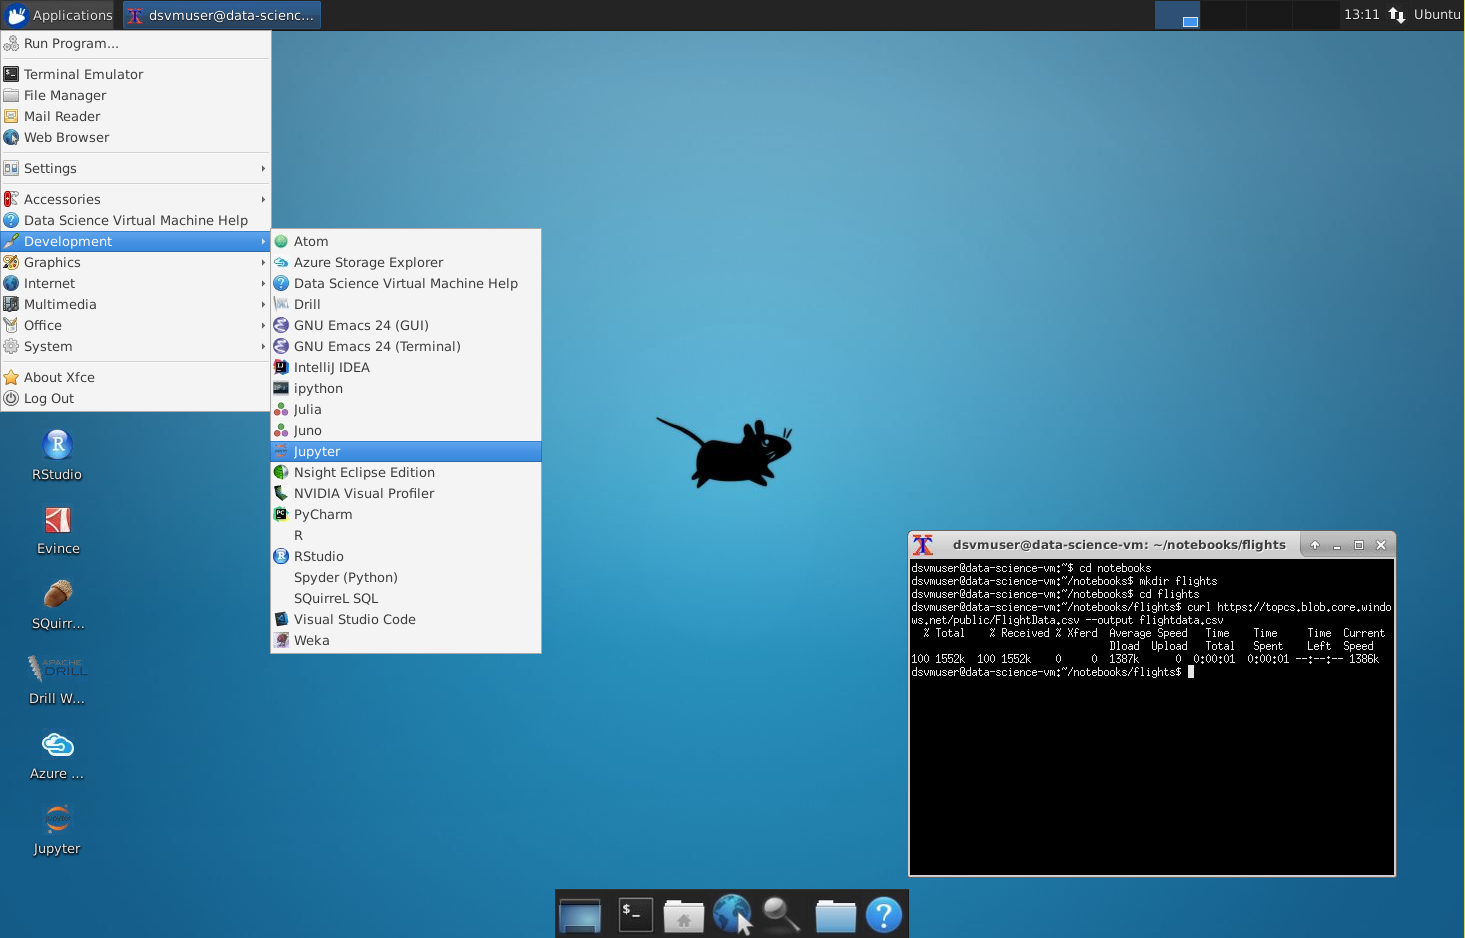 Applications
dsvmuser@data-scienc...
13:11
Ubuntu
Run Program...
Terminal Emulator
File Manager
Mail Reader
Web Browser
Settings
Accessories
Data Science Virtual Machine Help
Development
Graphics
Internet
Multimedia
Office
System
About Xfce
Log Out
Atom
Azure Storage Explorer
Data Science Virtual Machine Help
Drill
GNU Emacs 24 (GUI)
GNU Emacs 24 (Terminal)
IntelliJ IDEA
ipython
Julia
Juno
Jupyter
Nsight Eclipse Edition
NVIDIA Visual Profiler
PyCharm
R
RStudio
Spyder (Python)
SQuirreL SQL
Visual Studio Code
Weka
R
RStudio
Evince
SQuirr...
APACHE
DRILL
Drill W...
Azure ...
jupyter
Jupyter
dsvmuser@data-science-vm: ~/notebooks/flights
dsvmuser@data-science-vm:~$ cd notebooks
dsvmuser@data-science-vm:~/notebooks$ mkdir flights
dsvmuser@data-science-vm:~/notebooks$ cd flights
dsvmuser@data-science-vm:~/notebooks/flights$ curl https://topcs.blob.core.windo
ws.net/public/FlightData.csv --output flightdata.csv
% Total % Received % Xferd Average Speed Time Time Time Current
Dload Upload Total Spent Left Speed
100 1552k 100 1552k 0 0 1387k 0 0:00:01 0:00:01 --:--:-- 1386k
dsvmuser@data-science-vm:~/notebooks/flights$
$_
?